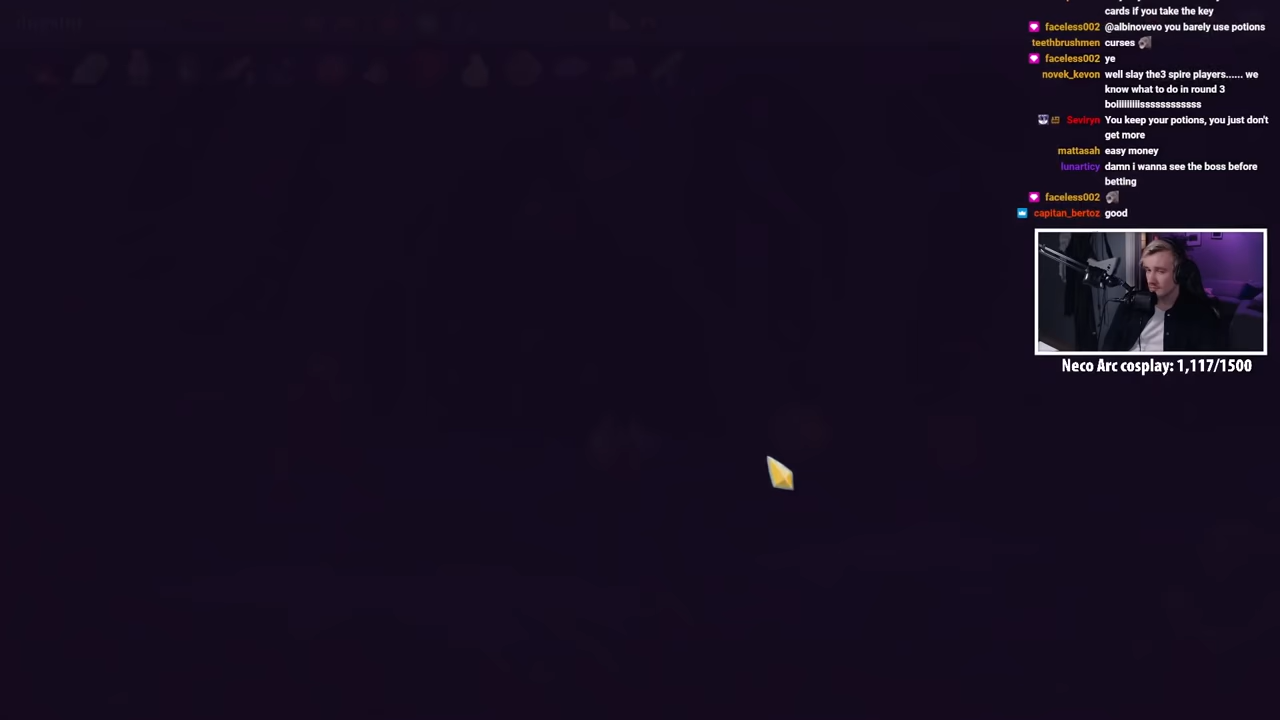 cards if you take the key
faceless002 @albinovevo you barely use potions
teethbrushmen curses
faceless002 ye
novek_kevon well slay the3 spire players...... we
know what to do in round 3
boiiiiiiiiissssssssssss
Seviryn You keep your potions, you just don't
get more
mattasah easy money
lunarticy damn i wanna see the boss before
betting
faceless002
capitan_bertoz good
Neco Arc cosplay: 1,117/1500